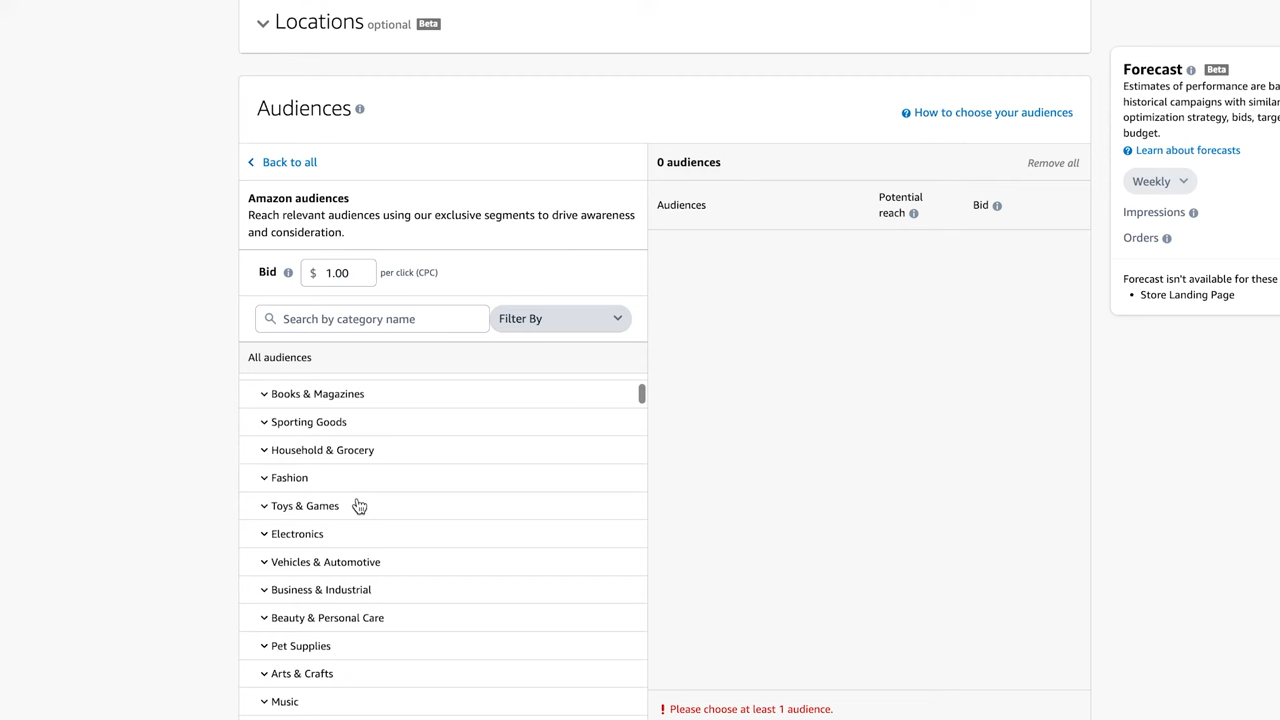 Locations optional Beta
Audiences
How to choose your audiences
Back to all
Amazon audiences
Reach relevant audiences using our exclusive segments to drive awareness
and consideration.
Bid $ 1.00 per click (CPC)
Search by category name
Filter By
All audiences
Books & Magazines
Sporting Goods
Household & Grocery
Fashion
Toys & Games
Electronics
Vehicles & Automotive
Business & Industrial
Beauty & Personal Care
Pet Supplies
Arts & Crafts
Music
0 audiences
Remove all
Audiences
Potential
reach
Bid
Please choose at least 1 audience.
Forecast Beta
Estimates of performance are
historical campaigns with
optimization strategy, bids,
budget.
Learn about forecasts
Weekly
Impressions
Orders
Forecast isn't available for these
Store Landing Page